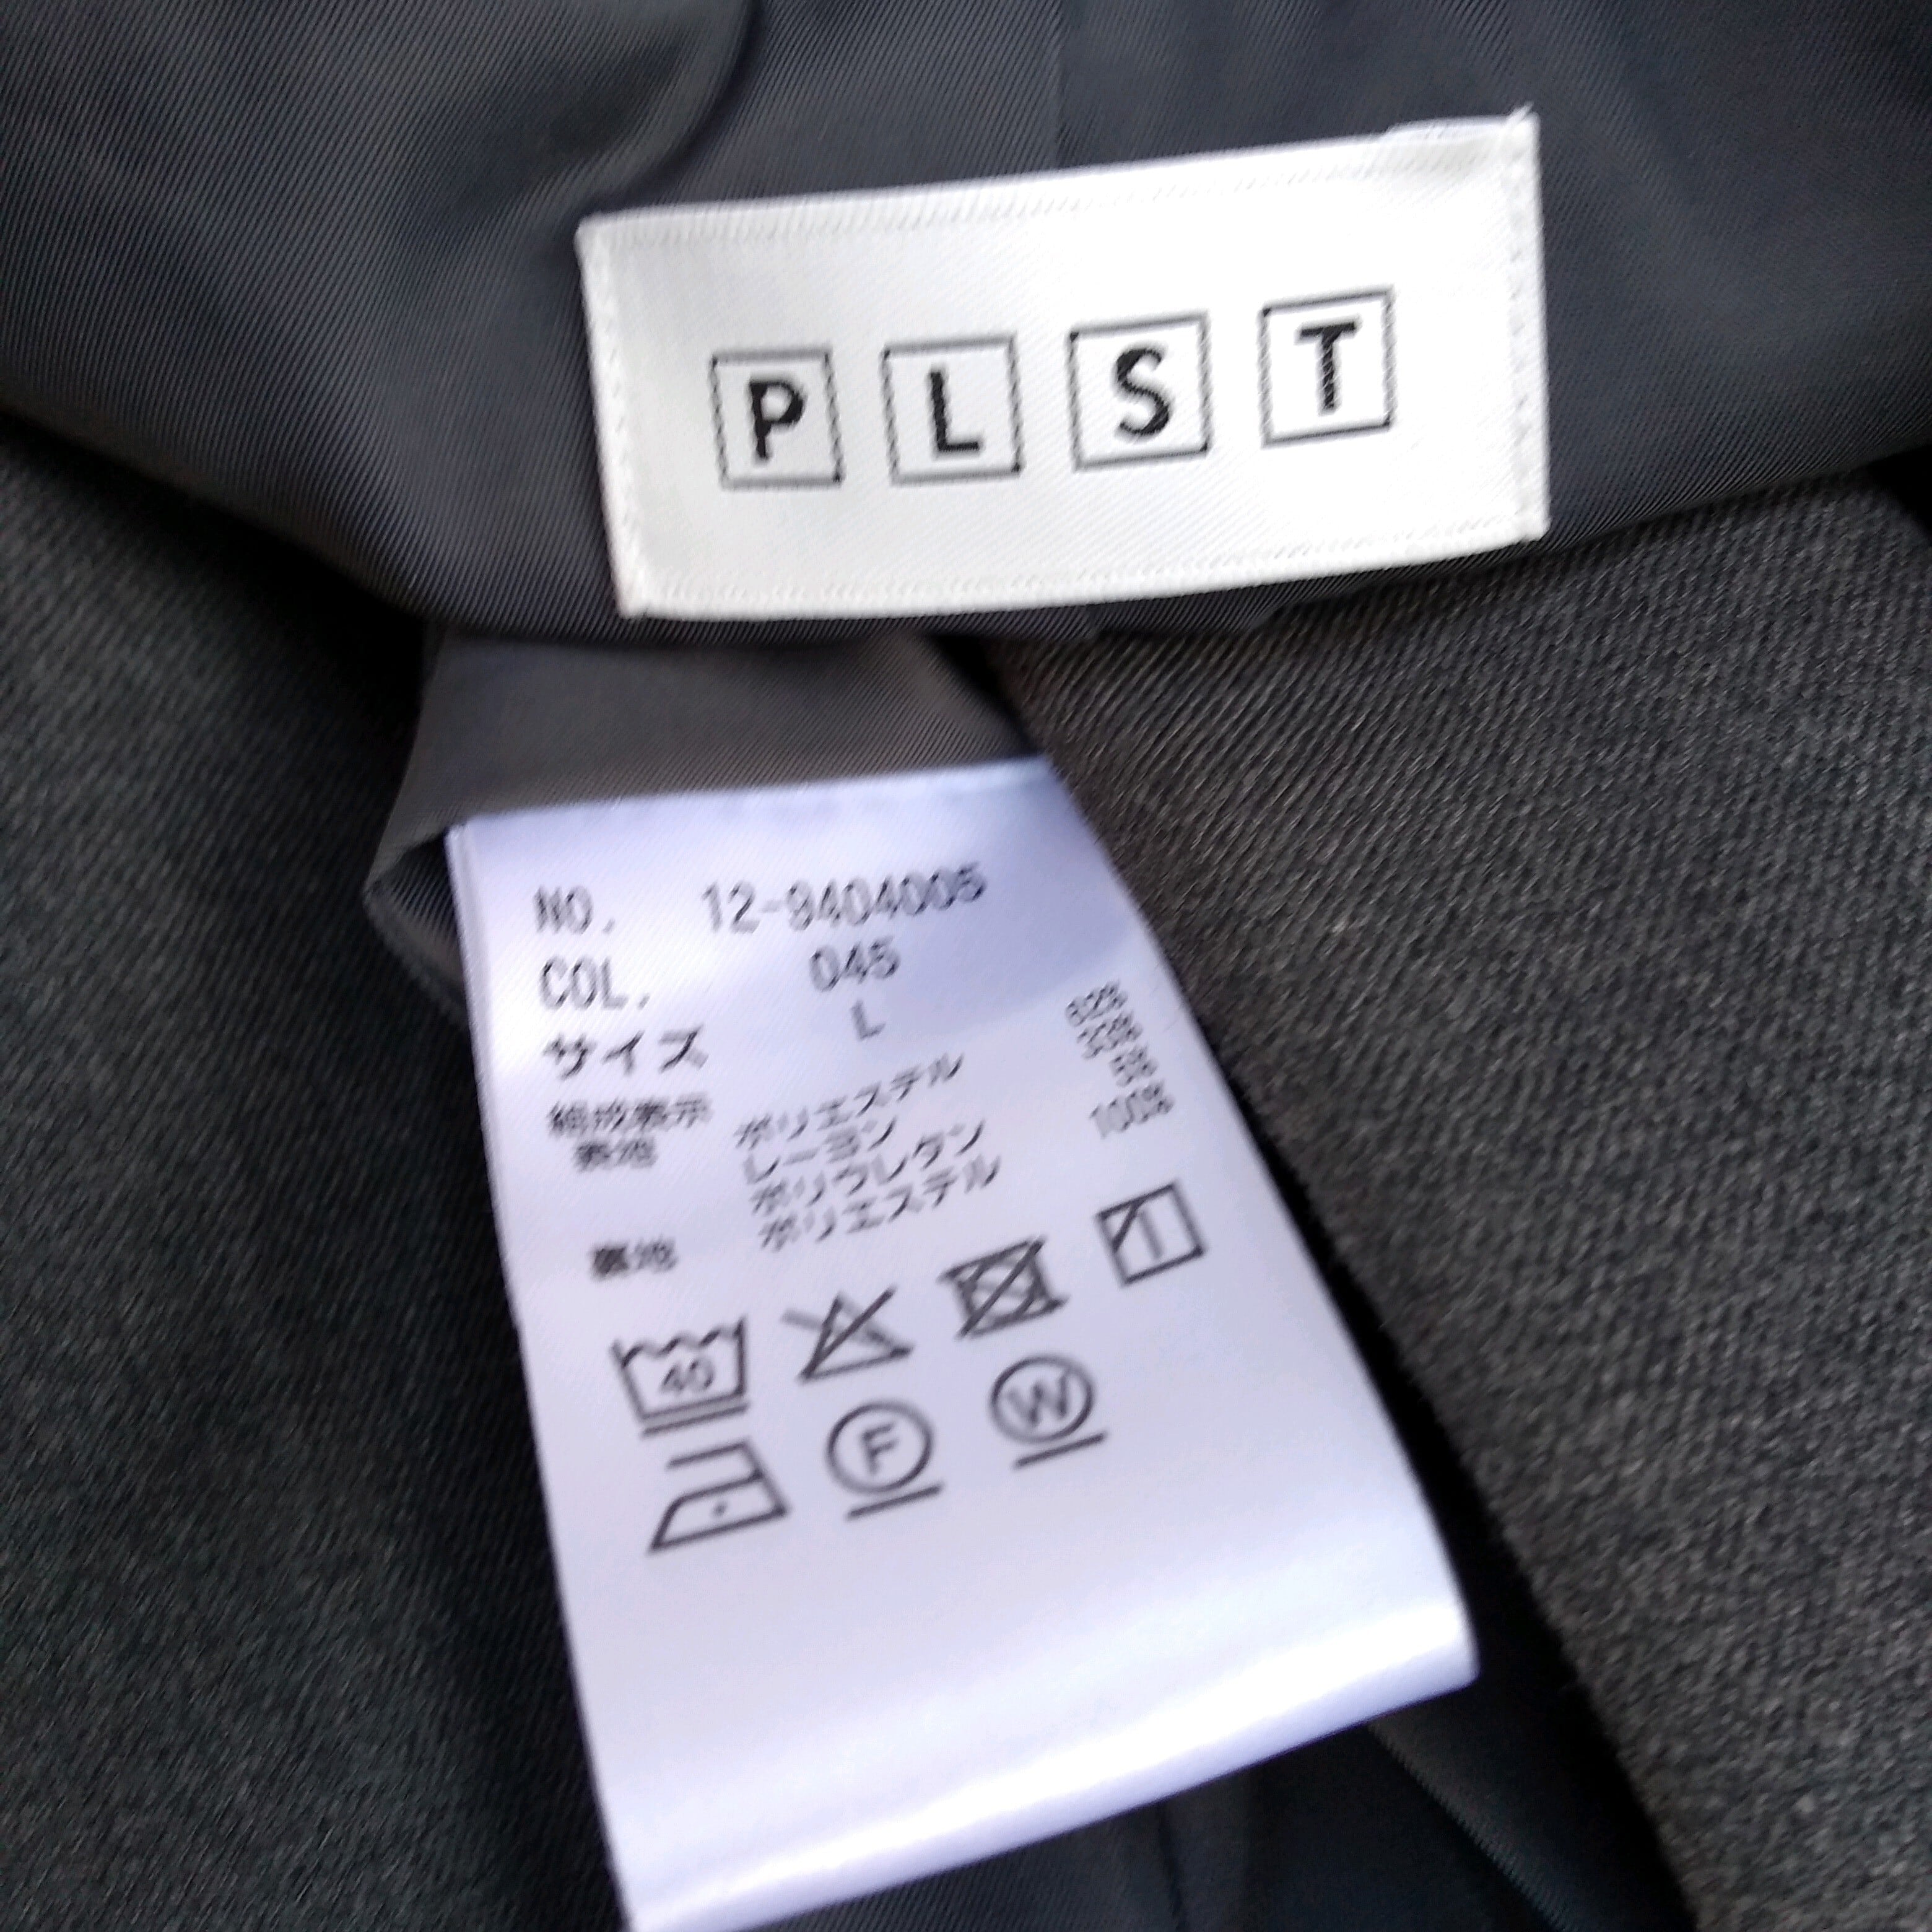 PLST
NO. 12-9404005
COL. 045
サイズ L
組成表示
表地 ポリエステル
レーヨン
ポリウレタン
裏地 ポリエステル 100%
40
F
W